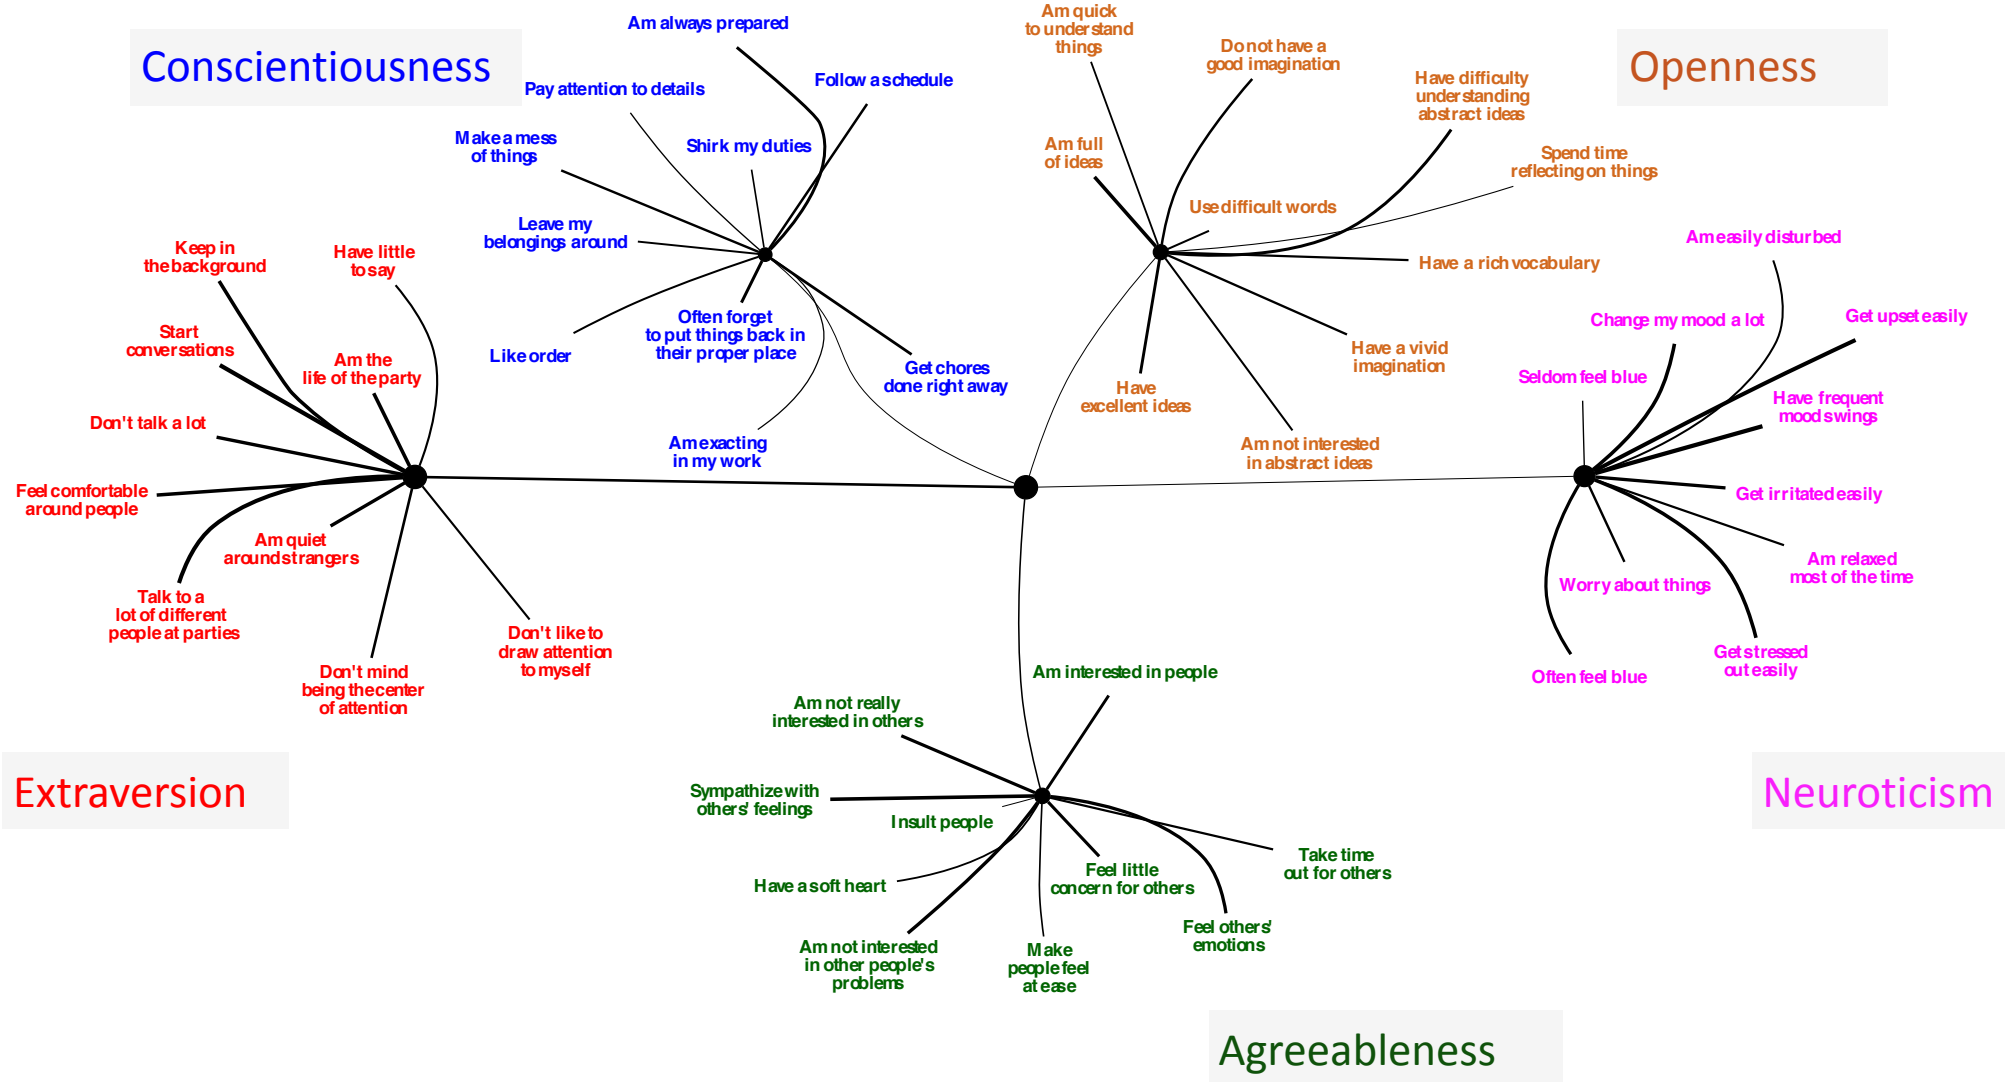 Conscientiousness
Am always prepared
Pay attention to details
Follow a schedule
Make a mess
of things
Shirk my duties
Leave my
belongings around
Like order
Often forget
to put things back in
their proper place
Get chores
done right away
Am exacting
in my work
Openness
Am quick
to understand
things
Do not have a
good imagination
Have difficulty
understanding
abstract ideas
Am full
of ideas
Spend time
reflecting on things
Use difficult words
Have a rich vocabulary
Have a vivid
imagination
Have
excellent ideas
Am not interested
in abstract ideas
Keep in
the background
Have little
to say
Start
conversations
Am the
life of the party
Don't talk a lot
Feel comfortable
around people
Am quiet
around strangers
Talk to a
lot of different
people at parties
Don't mind
being the center
of attention
Don't like to
draw attention
to myself
Extraversion
Am easily disturbed
Change my mood a lot
Get upset easily
Seldom feel blue
Have frequent
mood swings
Get irritated easily
Am relaxed
most of the time
Worry about things
Get stressed
out easily
Often feel blue
Neuroticism
Am interested in people
Am not really
interested in others
Sympathize with
others' feelings
Insult people
Have a soft heart
Feel little
concern for others
Take time
out for others
Am not interested
in other people's
problems
Make
people feel
at ease
Feel others'
emotions
Agreeableness